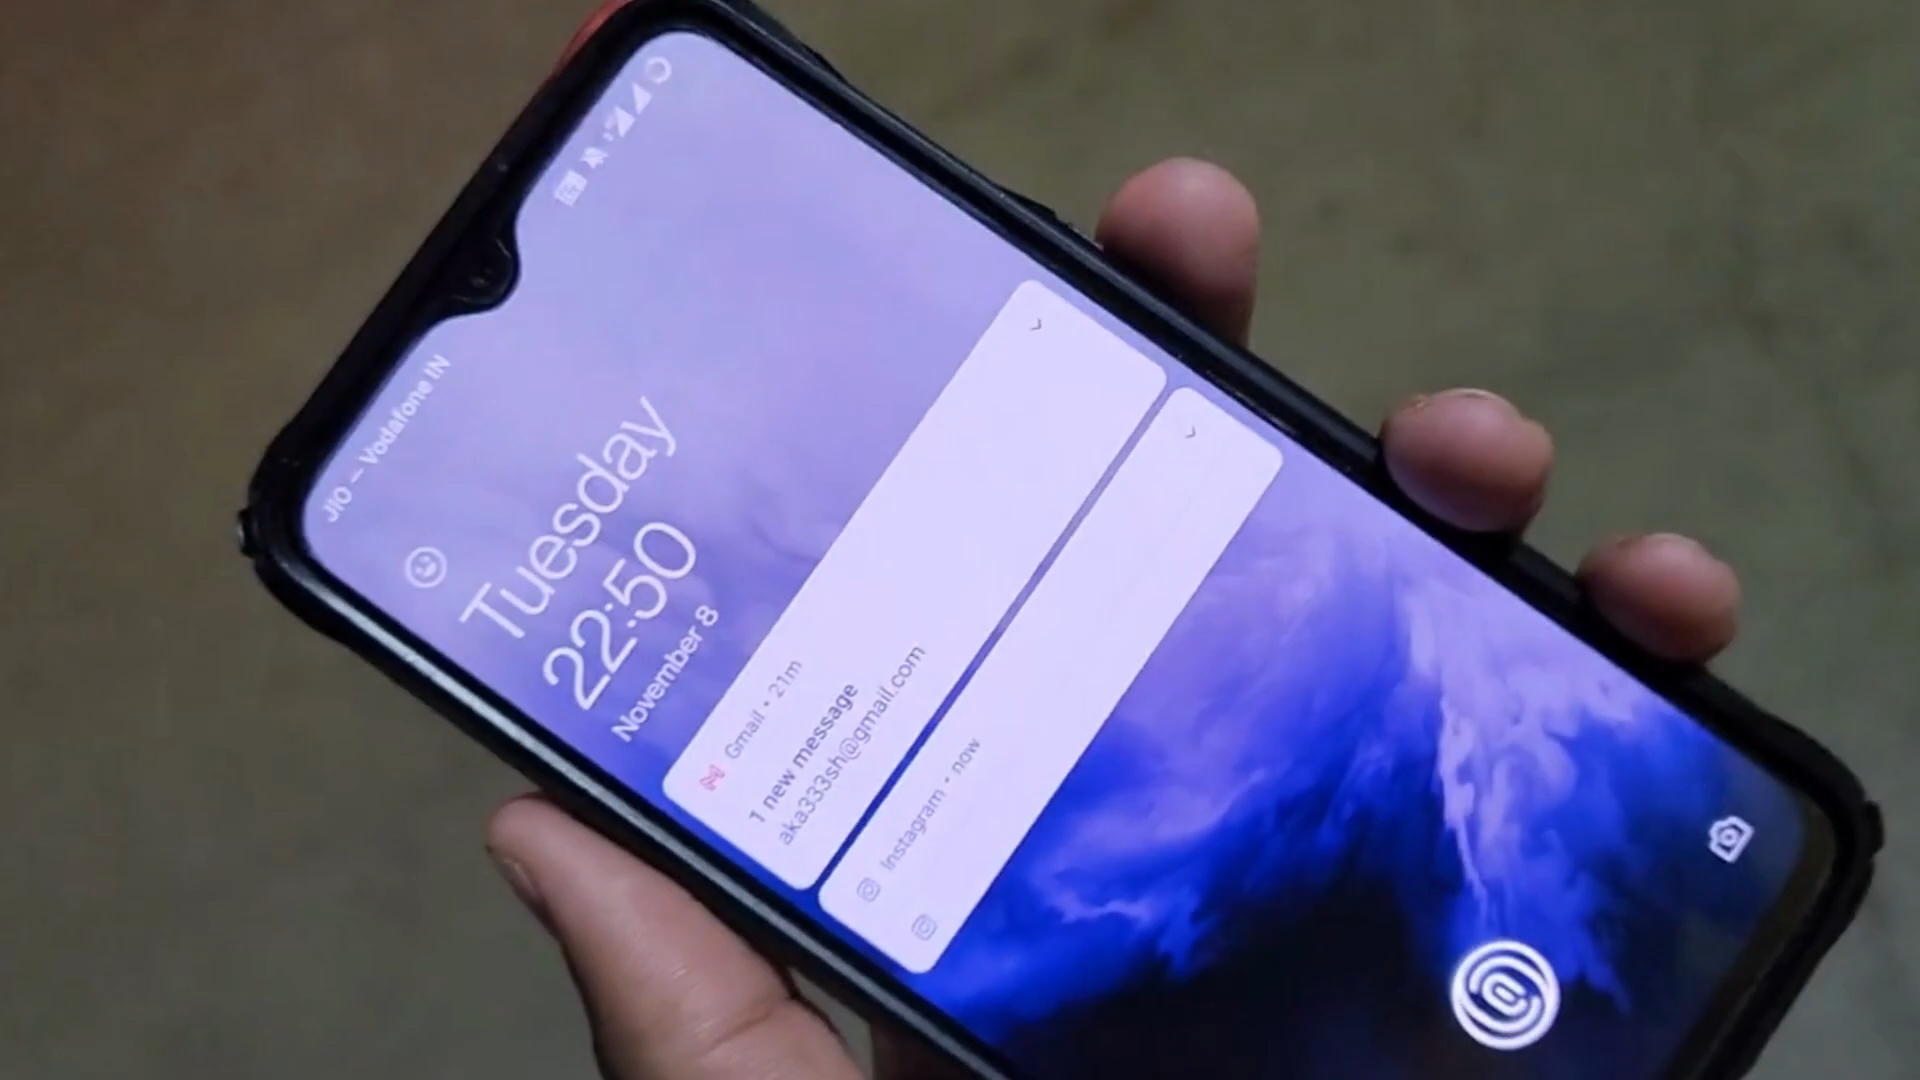 JIO — Vodafone IN
Tuesday
22:50
November 8
Gmail • 21m
1 new message
aka333sh@gmail.com
Instagram • now